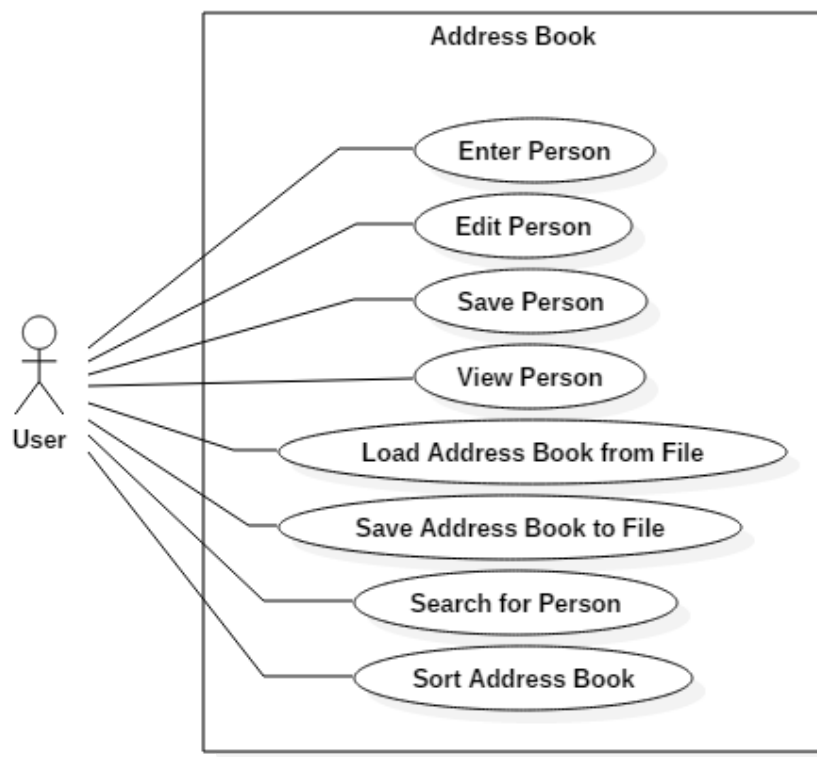 Address Book
Enter Person
Edit Person
Save Person
View Person
User
Load Address Book from File
Save Address Book to File
Search for Person
Sort Address Book